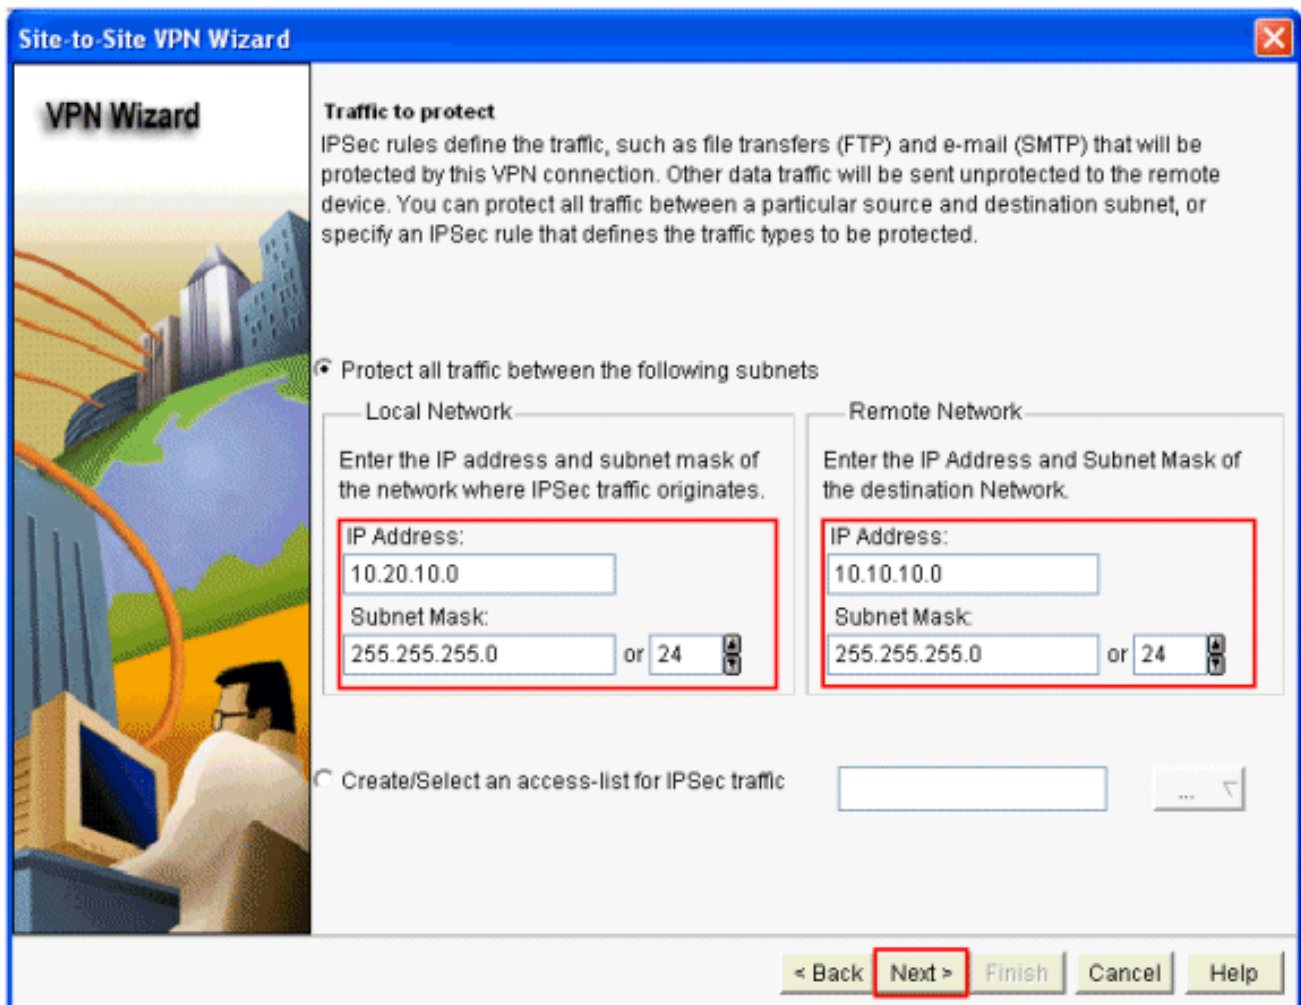 Site-to-Site VPN Wizard
VPN Wizard
Traffic to protect
IPSec rules define the traffic, such as file transfers (FTP) and e-mail (SMTP) that will be
protected by this VPN connection. Other data traffic will be sent unprotected to the remote
device. You can protect all traffic between a particular source and destination subnet, or
specify an IPSec rule that defines the traffic types to be protected.
Protect all traffic between the following subnets
Local Network
Enter the IP address and subnet mask of
the network where IPSec traffic originates.
IP Address:
10.20.10.0
Subnet Mask:
255.255.255.0 or 24
Remote Network
Enter the IP Address and Subnet Mask of
the destination Network.
IP Address:
10.10.10.0
Subnet Mask:
255.255.255.0 or 24
Create/Select an access-list for IPSec traffic
...
< Back Next > Finish Cancel Help